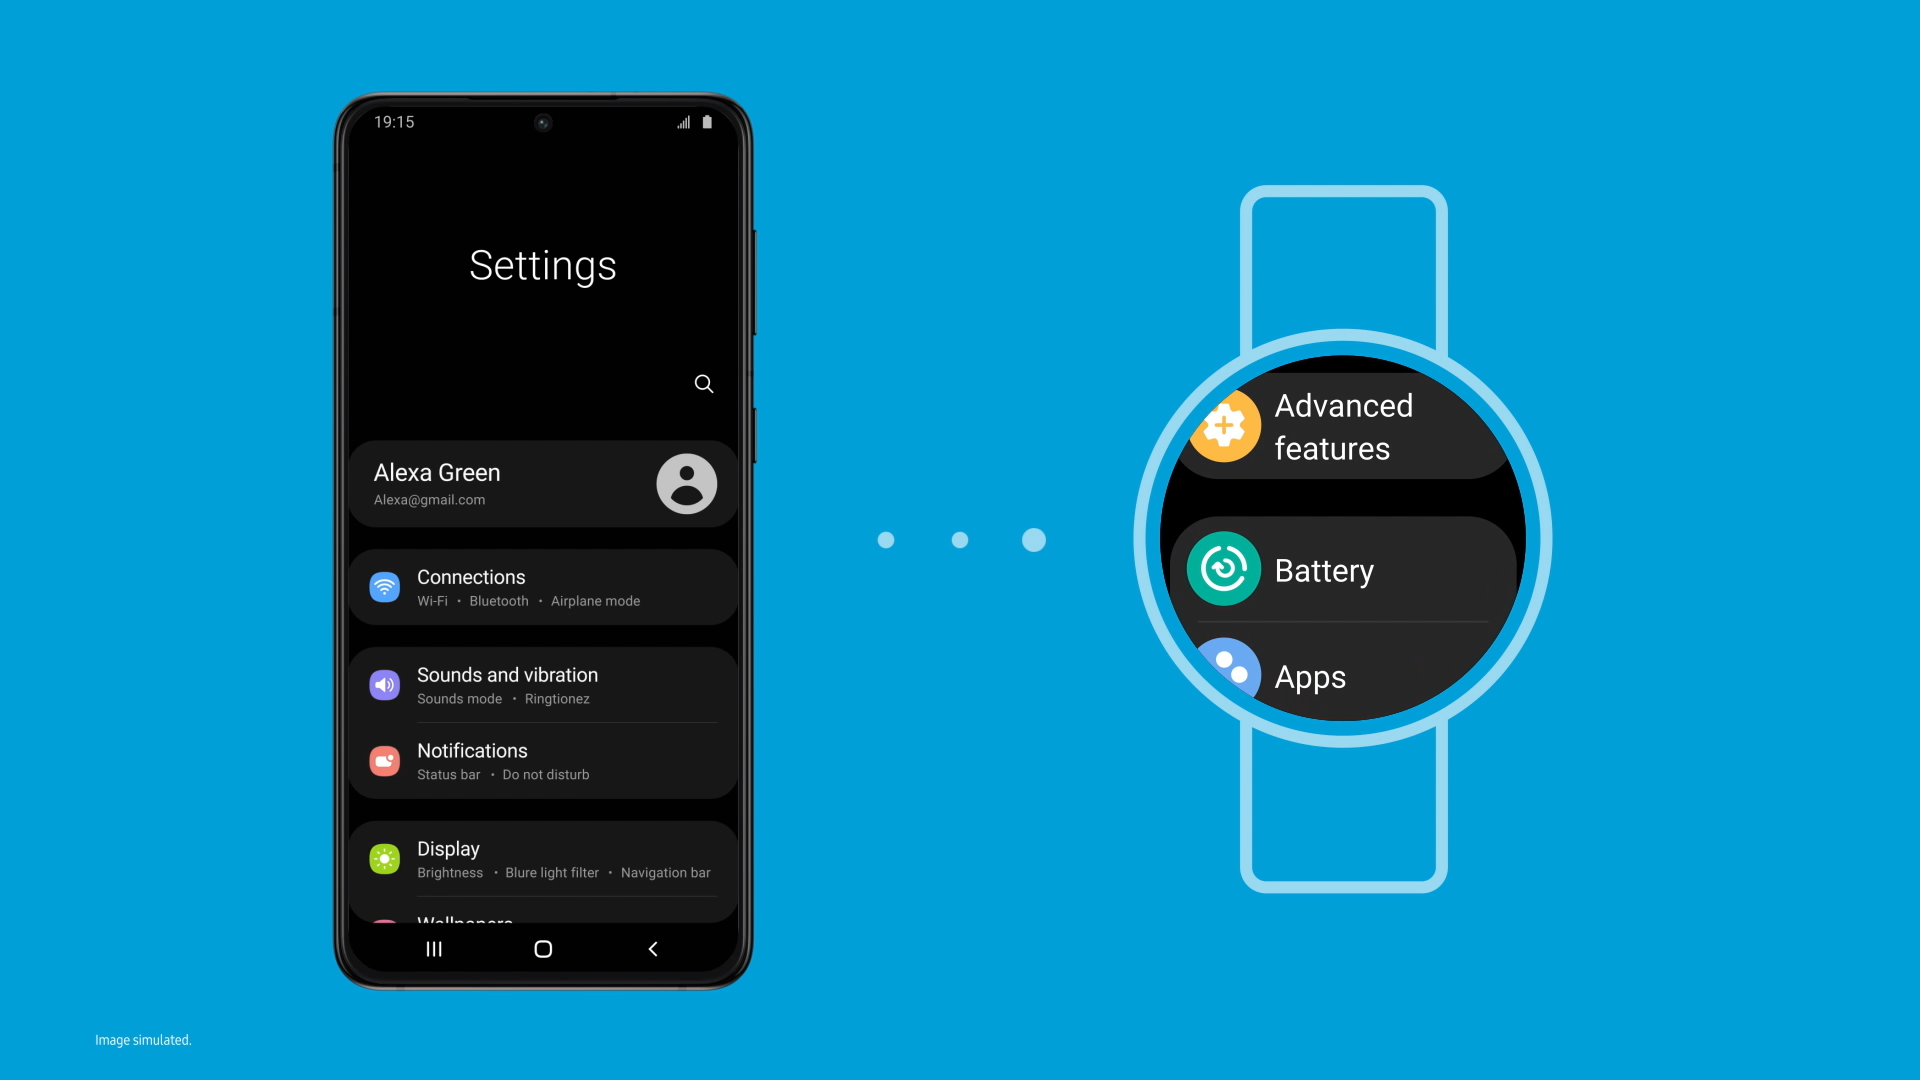 19:15
Settings
Alexa Green
Alexa@gmail.com
Connections
Wi-Fi • Bluetooth • Airplane mode
Sounds and vibration
Sounds mode • Ringtionez
Notifications
Status bar • Do not disturb
Display
Brightness • Blure light filter • Navigation bar
Wallpapers
Advanced
features
Battery
Apps
Image simulated.